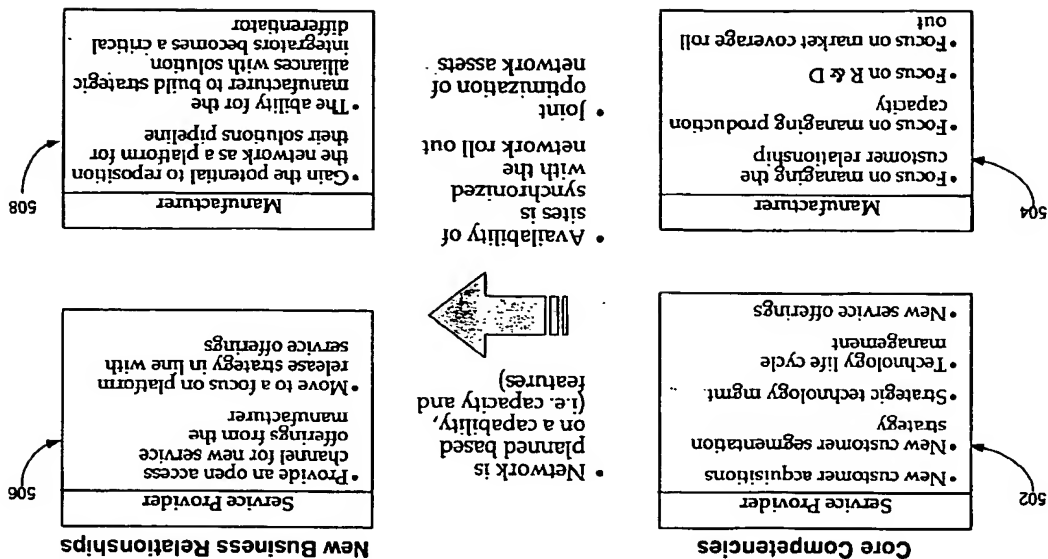 Core Competencies
502
Service Provider
• New customer acquisitions
• New customer segmentation
strategy
• Strategic technology mgmt
• Technology life cycle
management
• New service offerings
504
Manufacturer
• Focus on managing the
customer relationship
• Focus on managing production
capacity
• Focus on R & D
• Focus on market coverage roll
out
• Network is
planned based
on a capability,
(i.e. capacity and
features)
• Availability of
sites is
synchronized
with the
network roll out
• Joint
optimization of
network assets
New Business Relationships
Service Provider
506
• Provide an open access
channel for new service
offerings from the
manufacturer
• Move to a focus on platform
release strategy in line with
service offerings
Manufacturer
508
• Gain the potential to reposition
the network as a platform for
their solutions pipeline
• The ability for the
manufacturer to build strategic
alliances with solution
integrators becomes a critical
differentiator